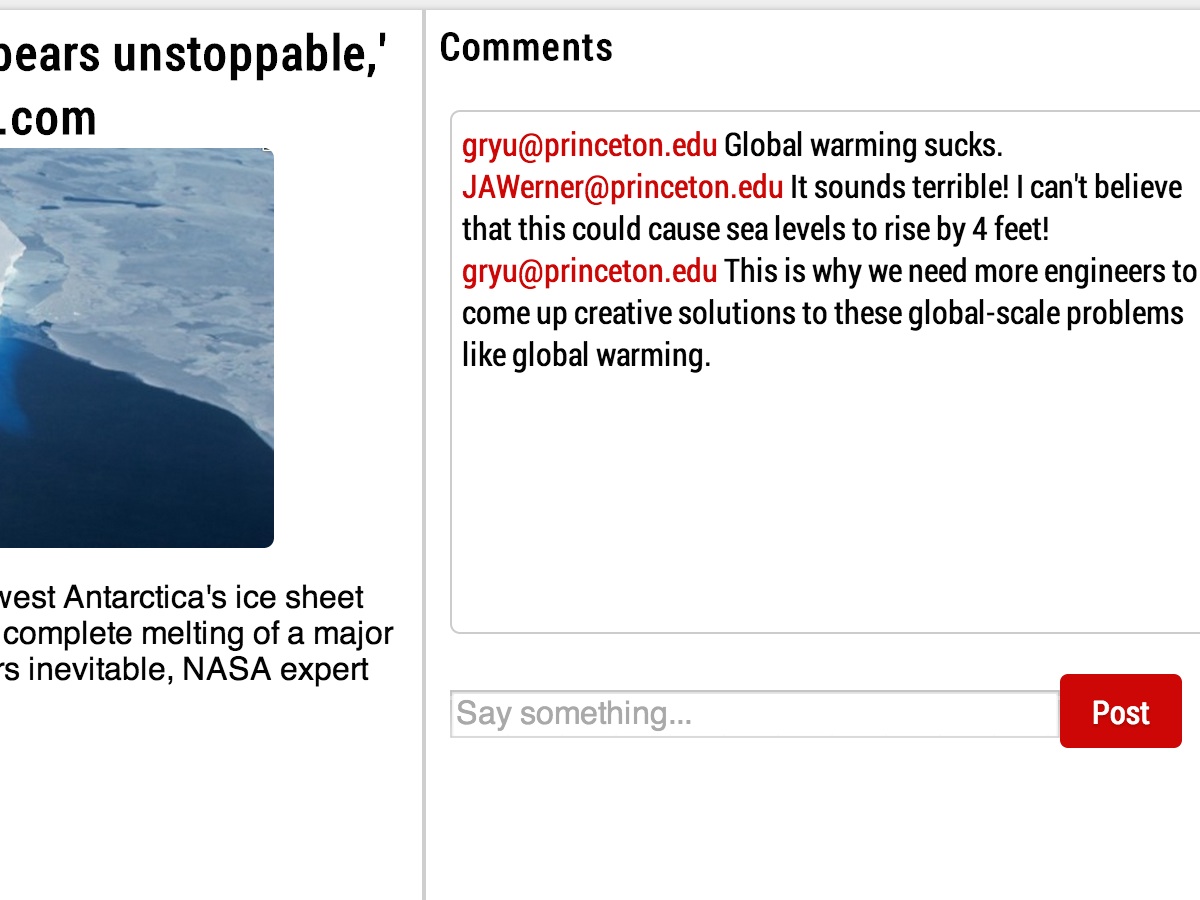 pears unstoppable,'
.com
west Antarctica's ice sheet
complete melting of a major
rs inevitable, NASA expert
Comments
gryu@princeton.edu Global warming sucks.
JAWerner@princeton.edu It sounds terrible! I can't believe
that this could cause sea levels to rise by 4 feet!
gryu@princeton.edu This is why we need more engineers to
come up creative solutions to these global-scale problems
like global warming.
Say something...
Post